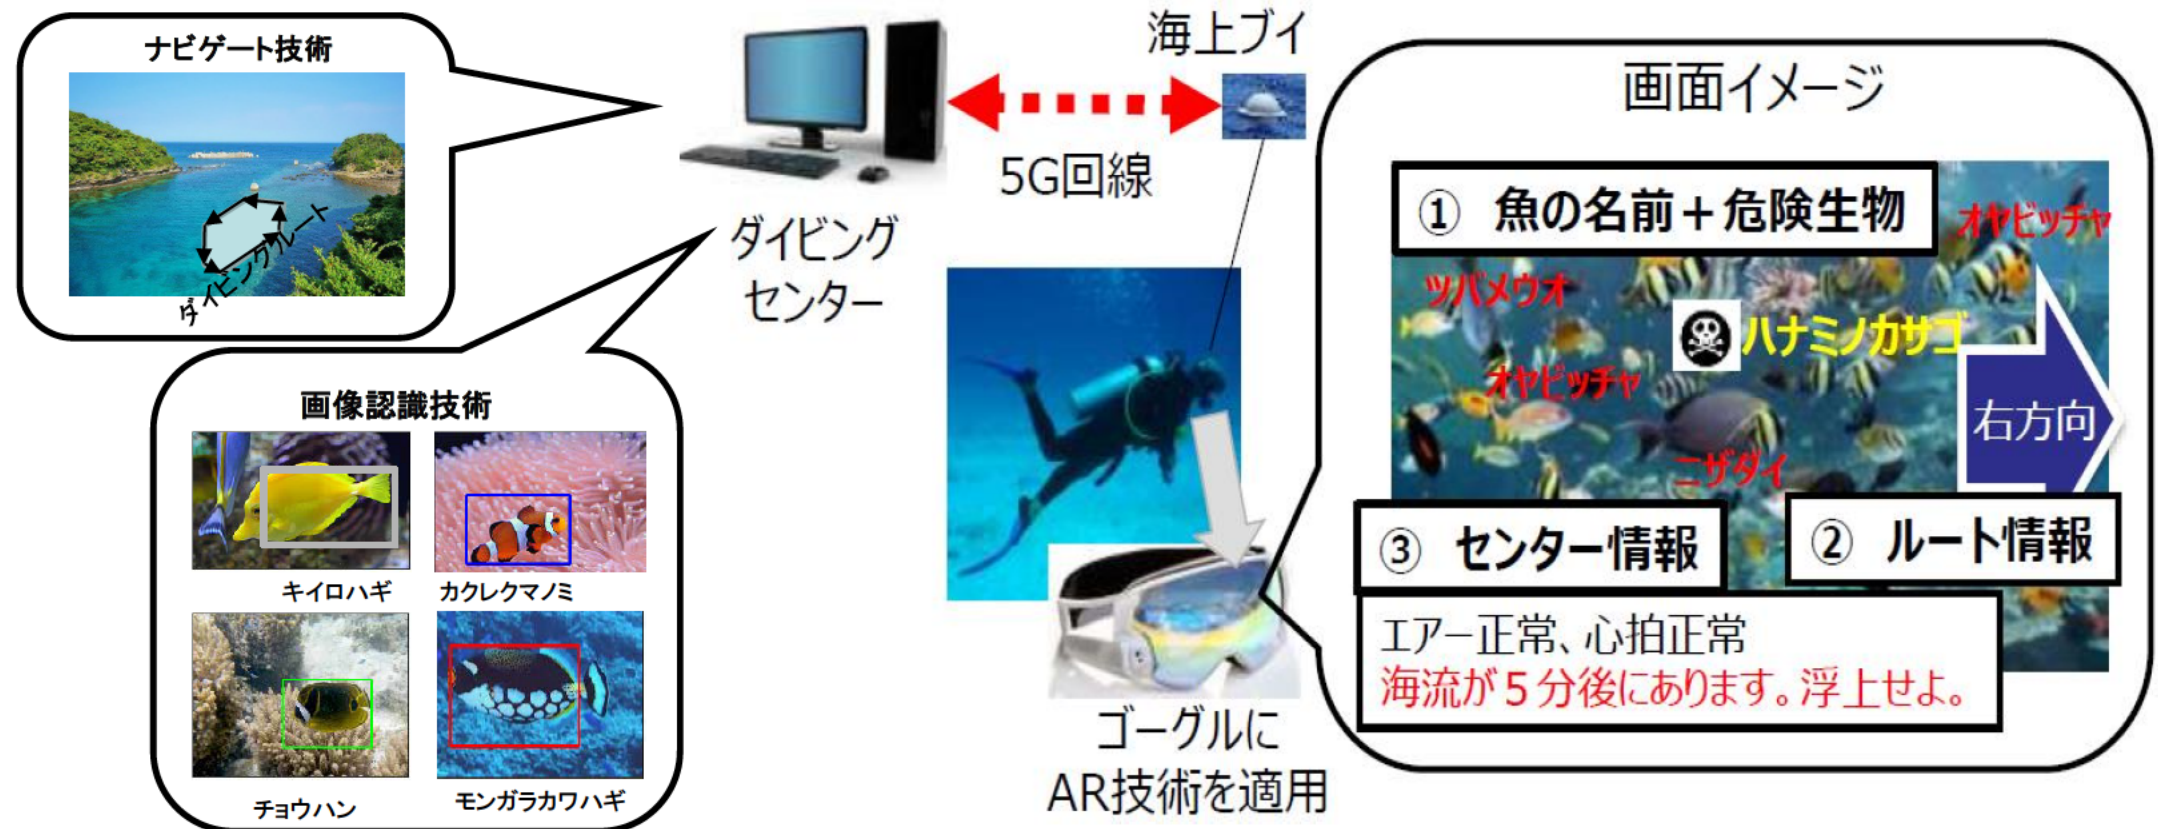 ナビゲート技術
ダイビングルート
画像認識技術
キイロハギ
カクレクマノミ
チョウハン
モンガラカワハギ
ダイビング
センター
5G回線
海上ブイ
ゴーグルに
AR技術を適用
画面イメージ
① 魚の名前＋危険生物
オヤビッチャ
ツバメウオ
ハナミノカサゴ
オヤビッチャ
右方向
ニザダイ
③ センター情報
② ルート情報
エアー正常、心拍正常
海流が５分後にあります。浮上せよ。